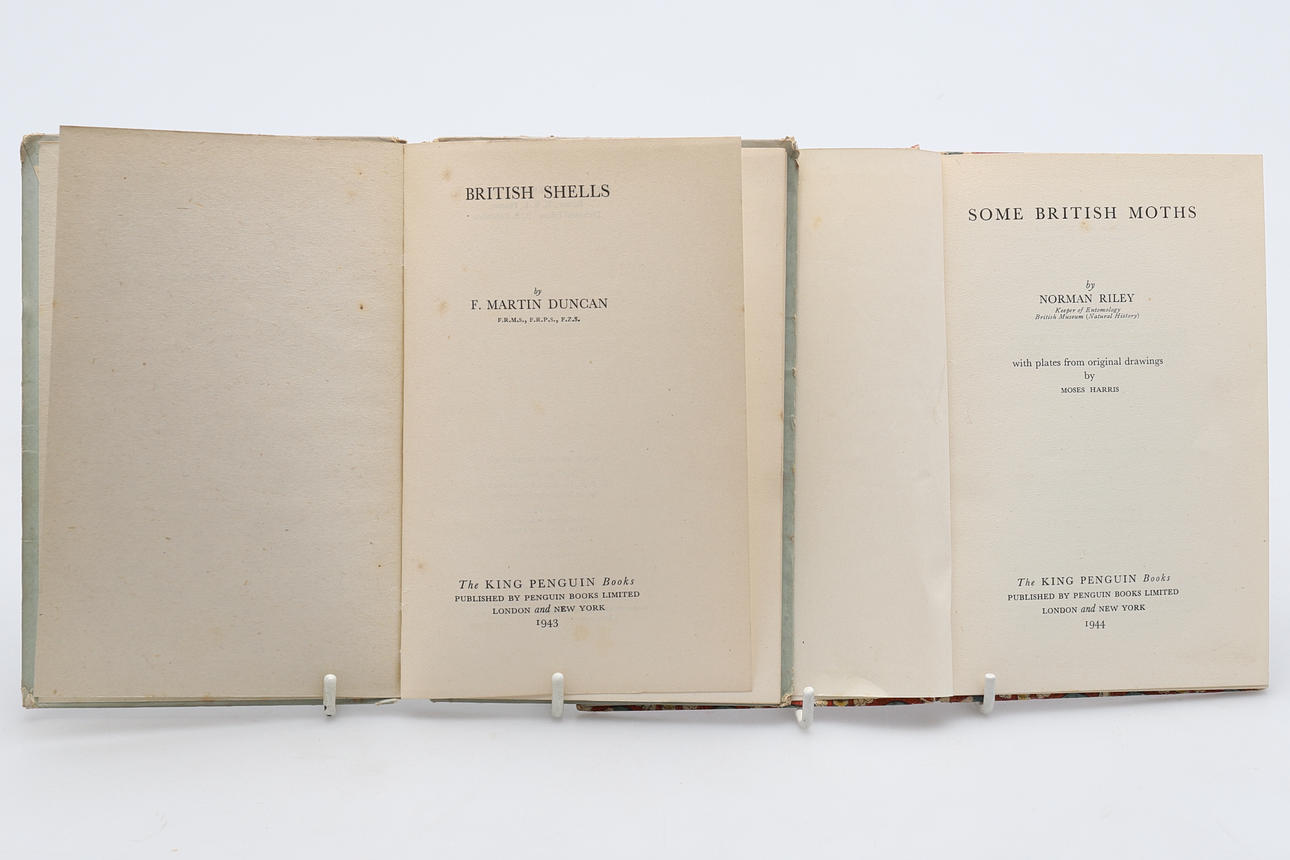 BRITISH SHELLS
by
F. MARTIN DUNCAN
F.R.M.S., F.R.P.S., F.Z.S.
The KING PENGUIN Books
PUBLISHED BY PENGUIN BOOKS LIMITED
LONDON and NEW YORK
1943
SOME BRITISH MOTHS
by
NORMAN RILEY
Keeper of Entomology
British Museum (Natural History)
with plates from original drawings
by
MOSES HARRIS
The KING PENGUIN Books
PUBLISHED BY PENGUIN BOOKS LIMITED
LONDON and NEW YORK
1944